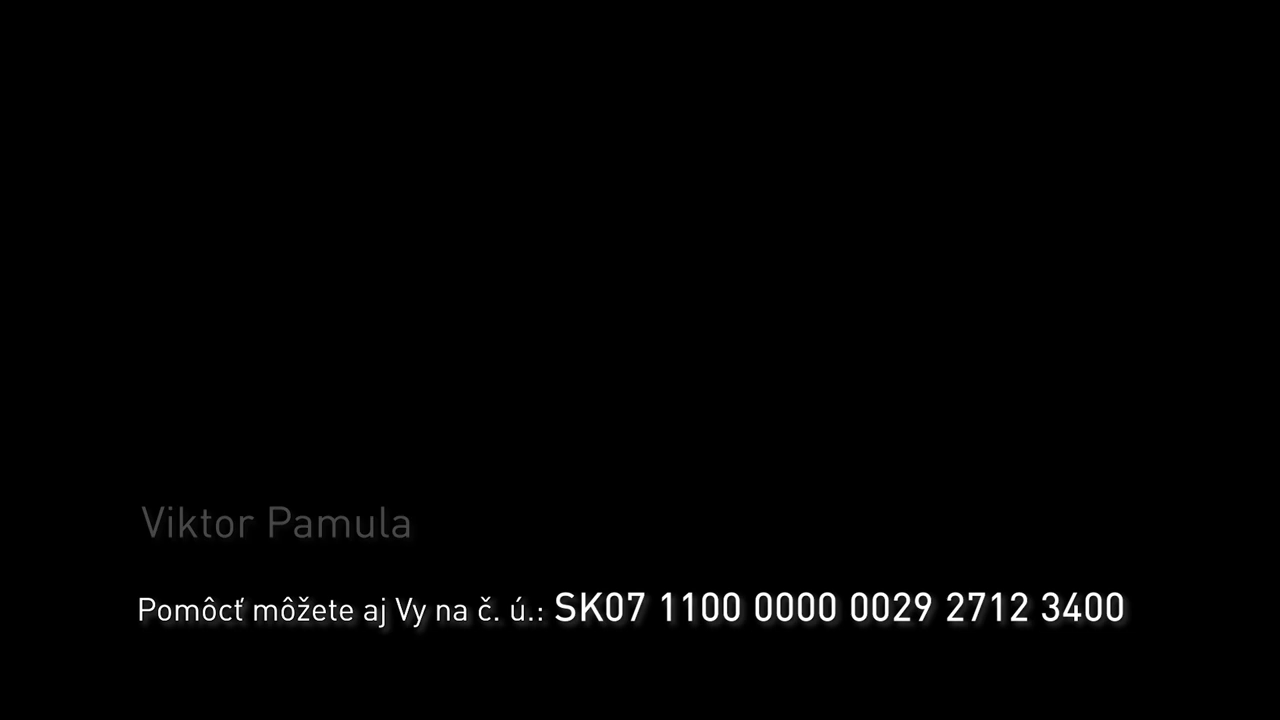 Viktor Pamula
Pomôcť môžete aj Vy na č. ú.: SK07 1100 0000 0029 2712 3400